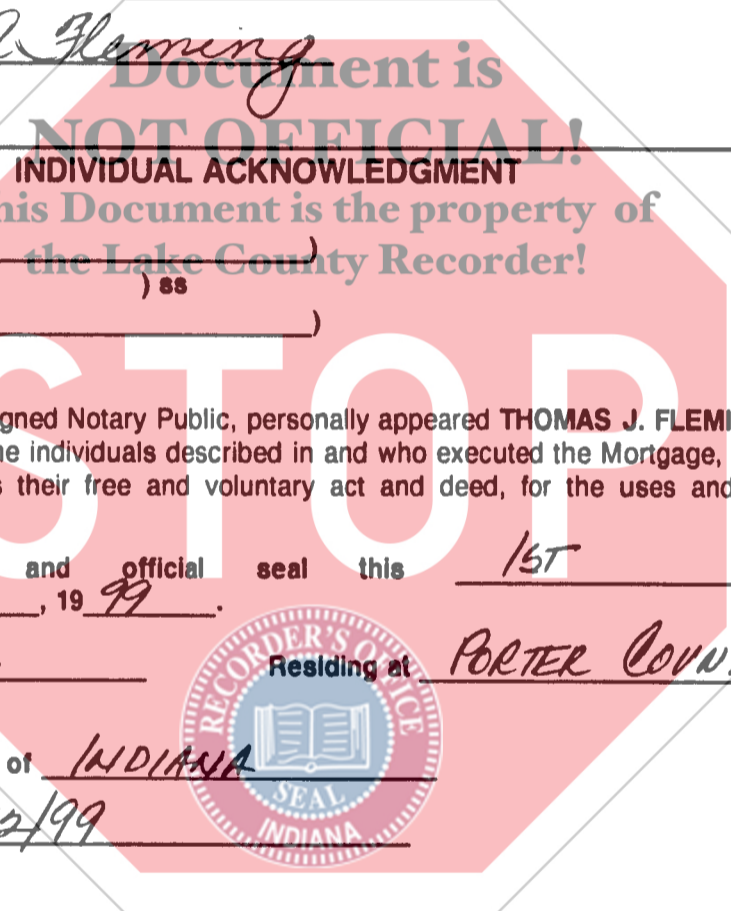 Fleming
Document is
NOT OFFICIAL!
INDIVIDUAL ACKNOWLEDGMENT
his Document is the property of
)
the Lake County Recorder!
) ss
)
STOP
gned Notary Public, personally appeared THOMAS J. FLEMI
ne individuals described in and who executed the Mortgage,
s their free and voluntary act and deed, for the uses and
and official seal this 1ST
, 19 99 .
Residing at PORTER COUN
of INDIANA
2/99
RECORDER'S OFFICE
SEAL
INDIANA